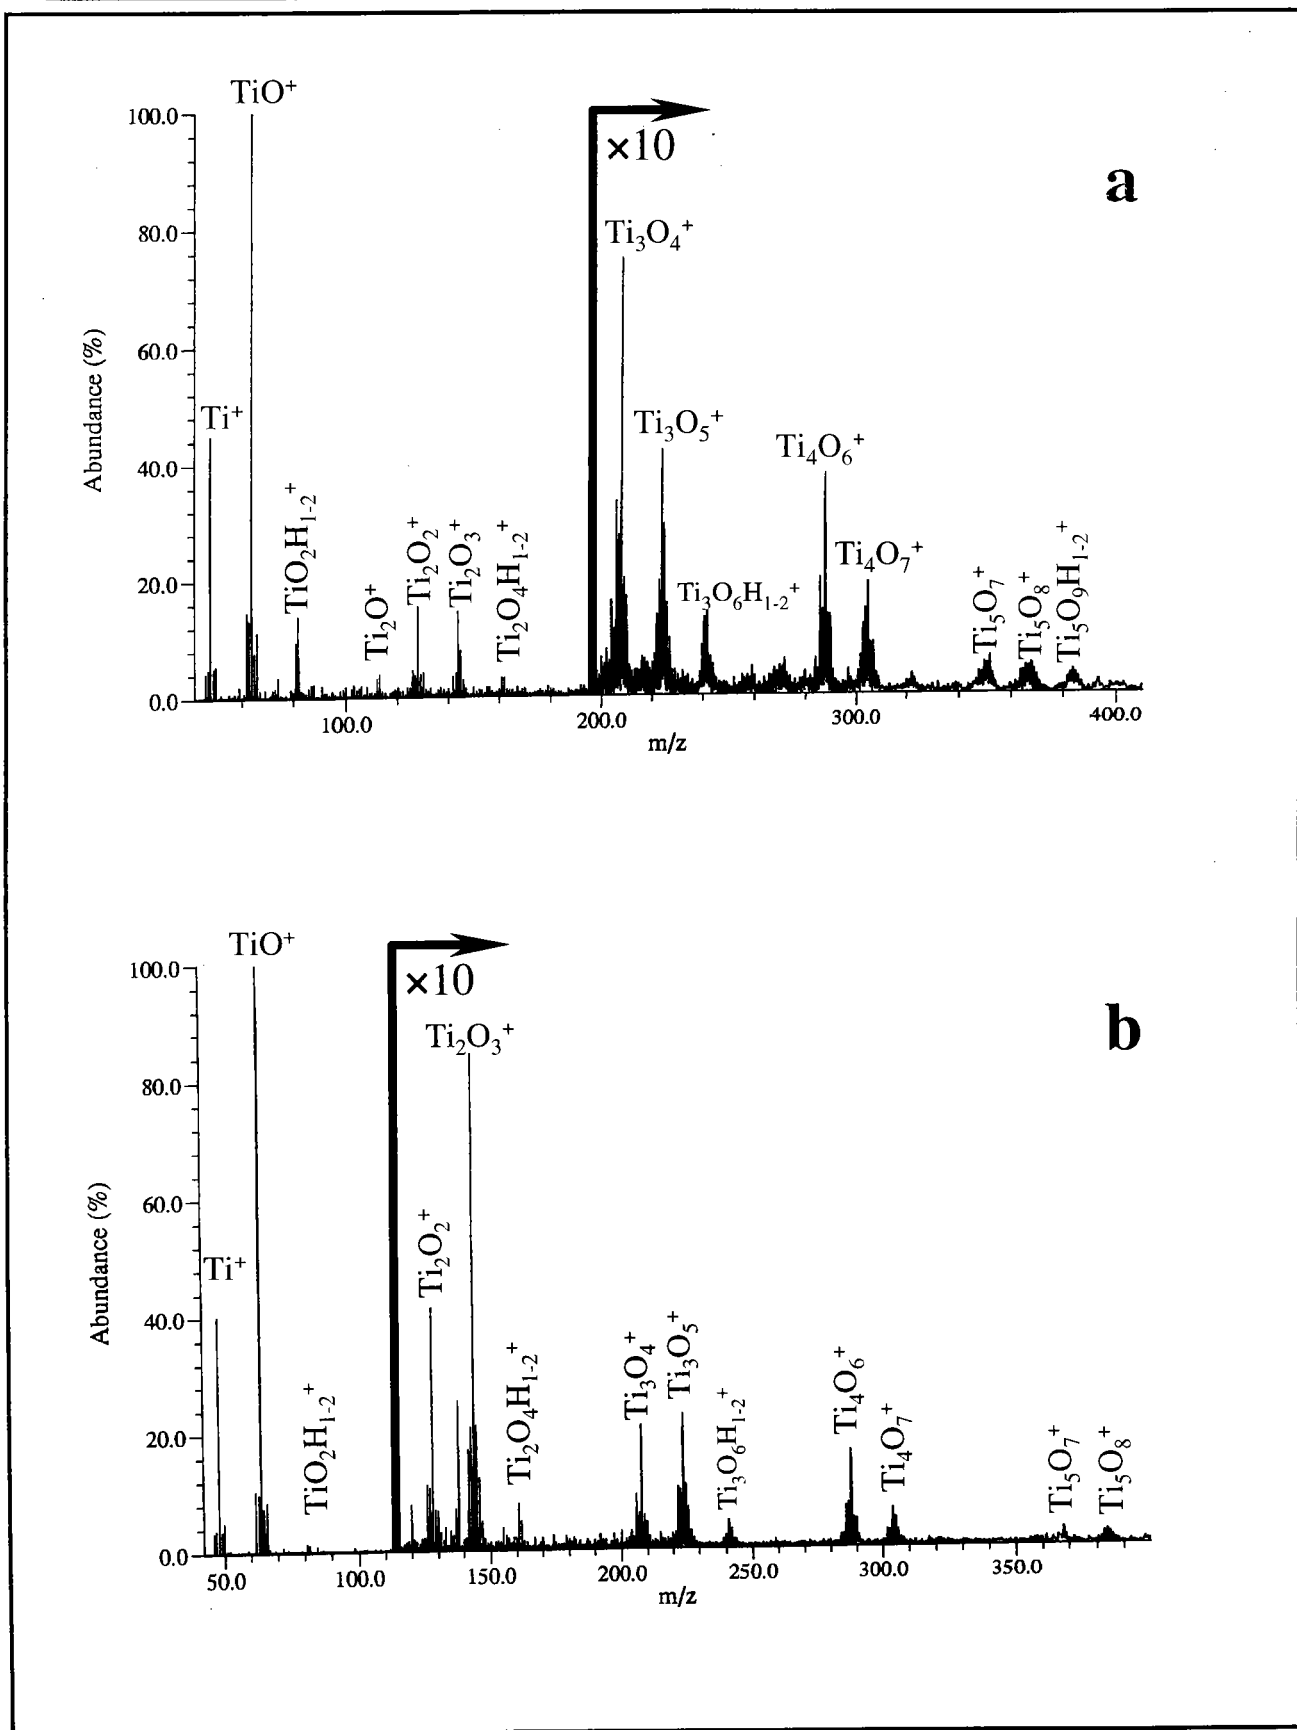 TiO⁺
×10
a
Ti₃O₄⁺
Ti₃O₅⁺
Ti₄O₆⁺
Ti⁺
TiO₂H₁₋₂⁺
Ti₂O⁺
Ti₂O₂⁺
Ti₂O₃⁺
Ti₂O₄H₁₋₂⁺
Ti₃O₆H₁₋₂⁺
Ti₄O₇⁺
Ti₅O₇⁺
Ti₅O₈⁺
Ti₅O₉H₁₋₂⁺
Abundance (%)
100.0
80.0
60.0
40.0
20.0
0.0
100.0 200.0 300.0 400.0
m/z
TiO⁺
×10
b
Ti₂O₃⁺
Ti⁺
TiO₂H₁₋₂⁺
Ti₂O₂⁺
Ti₂O₄H₁₋₂⁺
Ti₃O₄⁺
Ti₃O₅⁺
Ti₃O₆H₁₋₂⁺
Ti₄O₆⁺
Ti₄O₇⁺
Ti₅O₇⁺
Ti₅O₈⁺
Abundance (%)
100.0
80.0
60.0
40.0
20.0
0.0
50.0 100.0 150.0 200.0 250.0 300.0 350.0
m/z